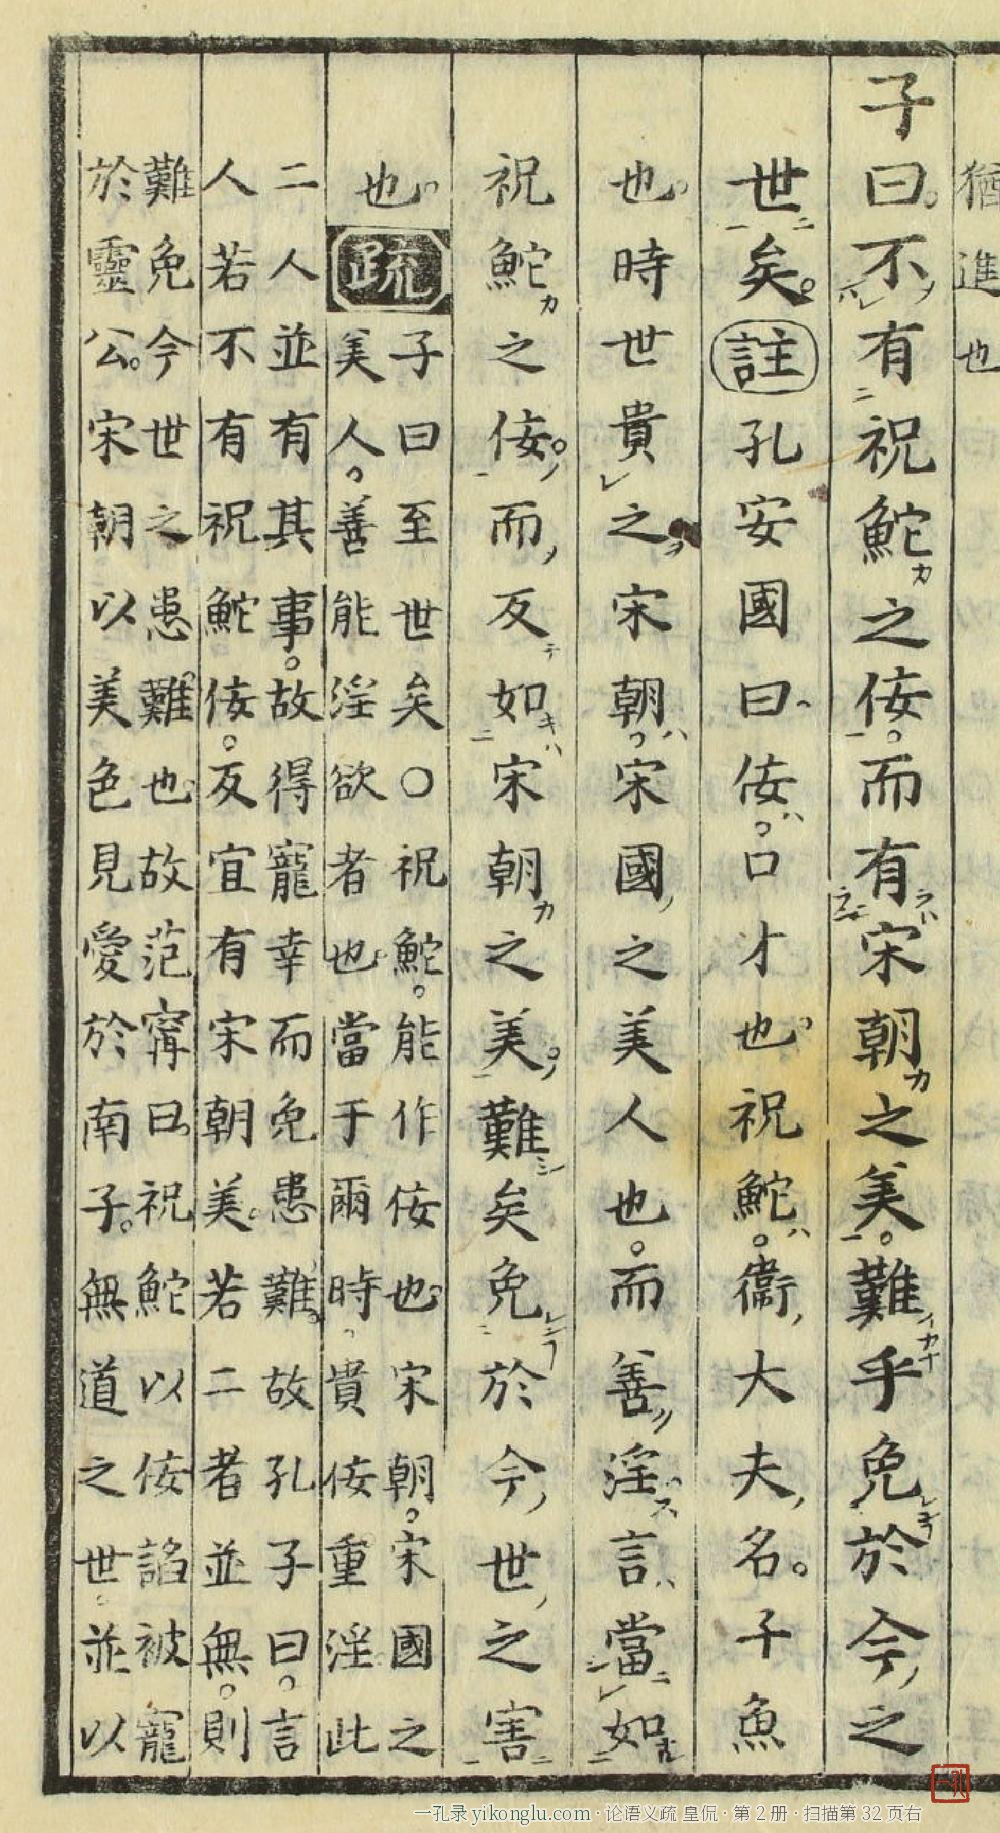 猶進也
子曰不有祝鮀之佞而有宋朝之美難乎免於今之
世矣註孔安國曰佞口才也祝鮀衞大夫名子魚
也時世貴之宋朝宋國之美人也而善淫言當如
祝鮀之佞而反如宋朝之美難矣免於今世之害
也疏
子曰至世矣○祝鮀能作佞也宋朝宋國之
美人善能淫欲者也當于爾時貴佞重淫此
二人並有其事故得寵幸而免患難故孔子曰言
人若不有祝鮀佞反宜有宋朝美若二者並無則
難免今世之患難也故范甯曰祝鮀以佞諂被寵
於靈公宋朝以美色見愛於南子無道之世並以
一孔录 yikonglu.com · 论语义疏 皇侃 · 第 2 册 · 扫描第 32 页右